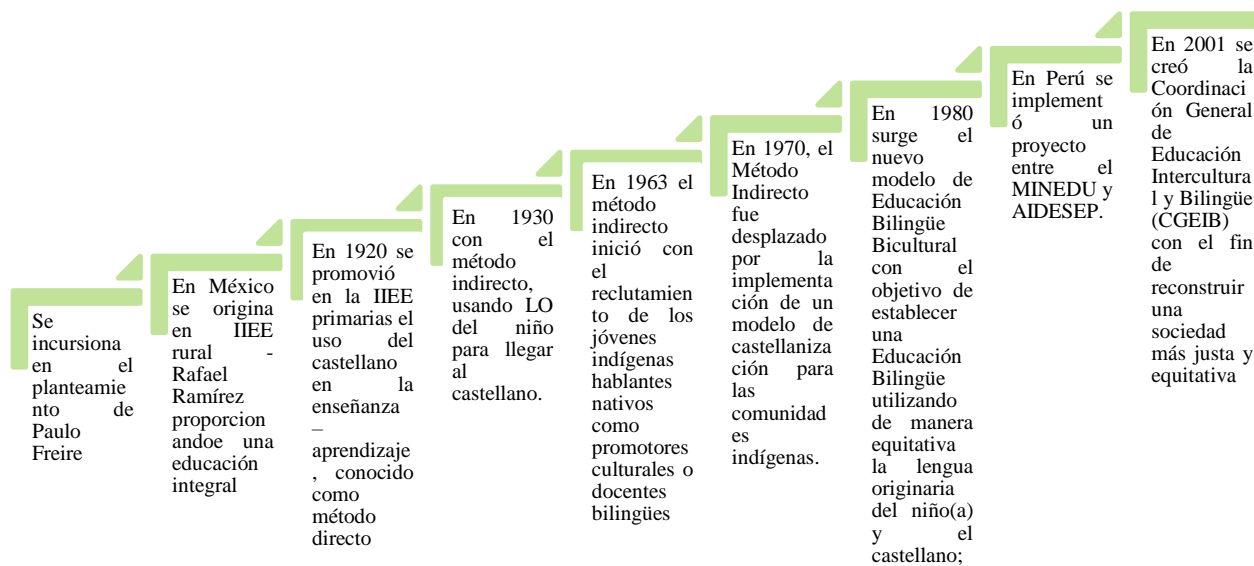 Se
incursiona
en el
planteamie
nto de
Paulo
Freire
En México
se origina
en IIEE
rural -
Rafael
Ramírez
proporcion
andoe una
educación
integral
En 1920 se
promovió
en la IIEE
primarias el
uso del
castellano
en la
enseñanza
–
aprendizaje
, conocido
como
método
directo
En 1930
con el
método
indirecto,
usando LO
del niño
para llegar
al
castellano.
En 1963 el
método
indirecto
inició con
el
reclutamien
to de los
jóvenes
indígenas
hablantes
nativos
como
promotores
culturales o
docentes
bilingües
En 1970, el
Método
Indirecto
fue
desplazado
por la
implementa
ción de un
modelo de
castellaniza
ción para
las
comunidad
es
indígenas.
En 1980
surge el
nuevo
modelo de
Educación
Bilingüe
Bicultural
con el
objetivo de
establecer
una
Educación
Bilingüe
utilizando
de manera
equitativa
la lengua
originaria
del niño(a)
y el
castellano;
En Perú se
implement
ó un
proyecto
entre el
MINEDU y
AIDESEP.
En 2001 se
creó la
Coordinaci
ón General
de
Educación
Intercultura
l y Bilingüe
(CGEIB)
con el fin
de
reconstruir
una
sociedad
más justa y
equitativa